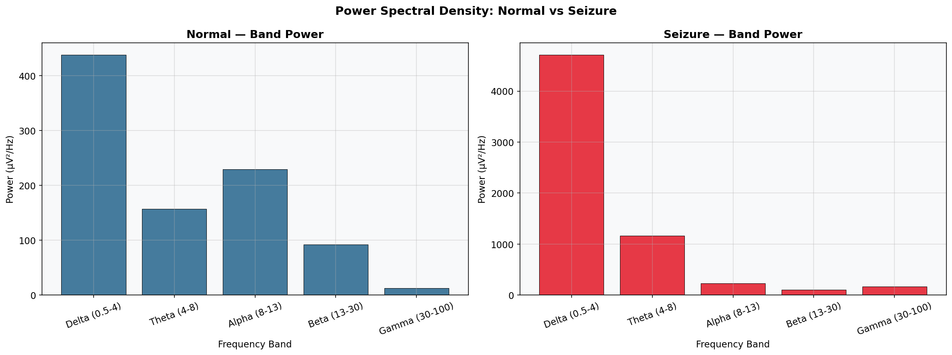 Power Spectral Density: Normal vs Seizure
Normal — Band Power
Power (µV²/Hz)
400
300
200
100
0
Delta (0.5-4)
Theta (4-8)
Alpha (8-13)
Beta (13-30)
Gamma (30-100)
Frequency Band
Seizure — Band Power
Power (µV²/Hz)
4000
3000
2000
1000
0
Delta (0.5-4)
Theta (4-8)
Alpha (8-13)
Beta (13-30)
Gamma (30-100)
Frequency Band